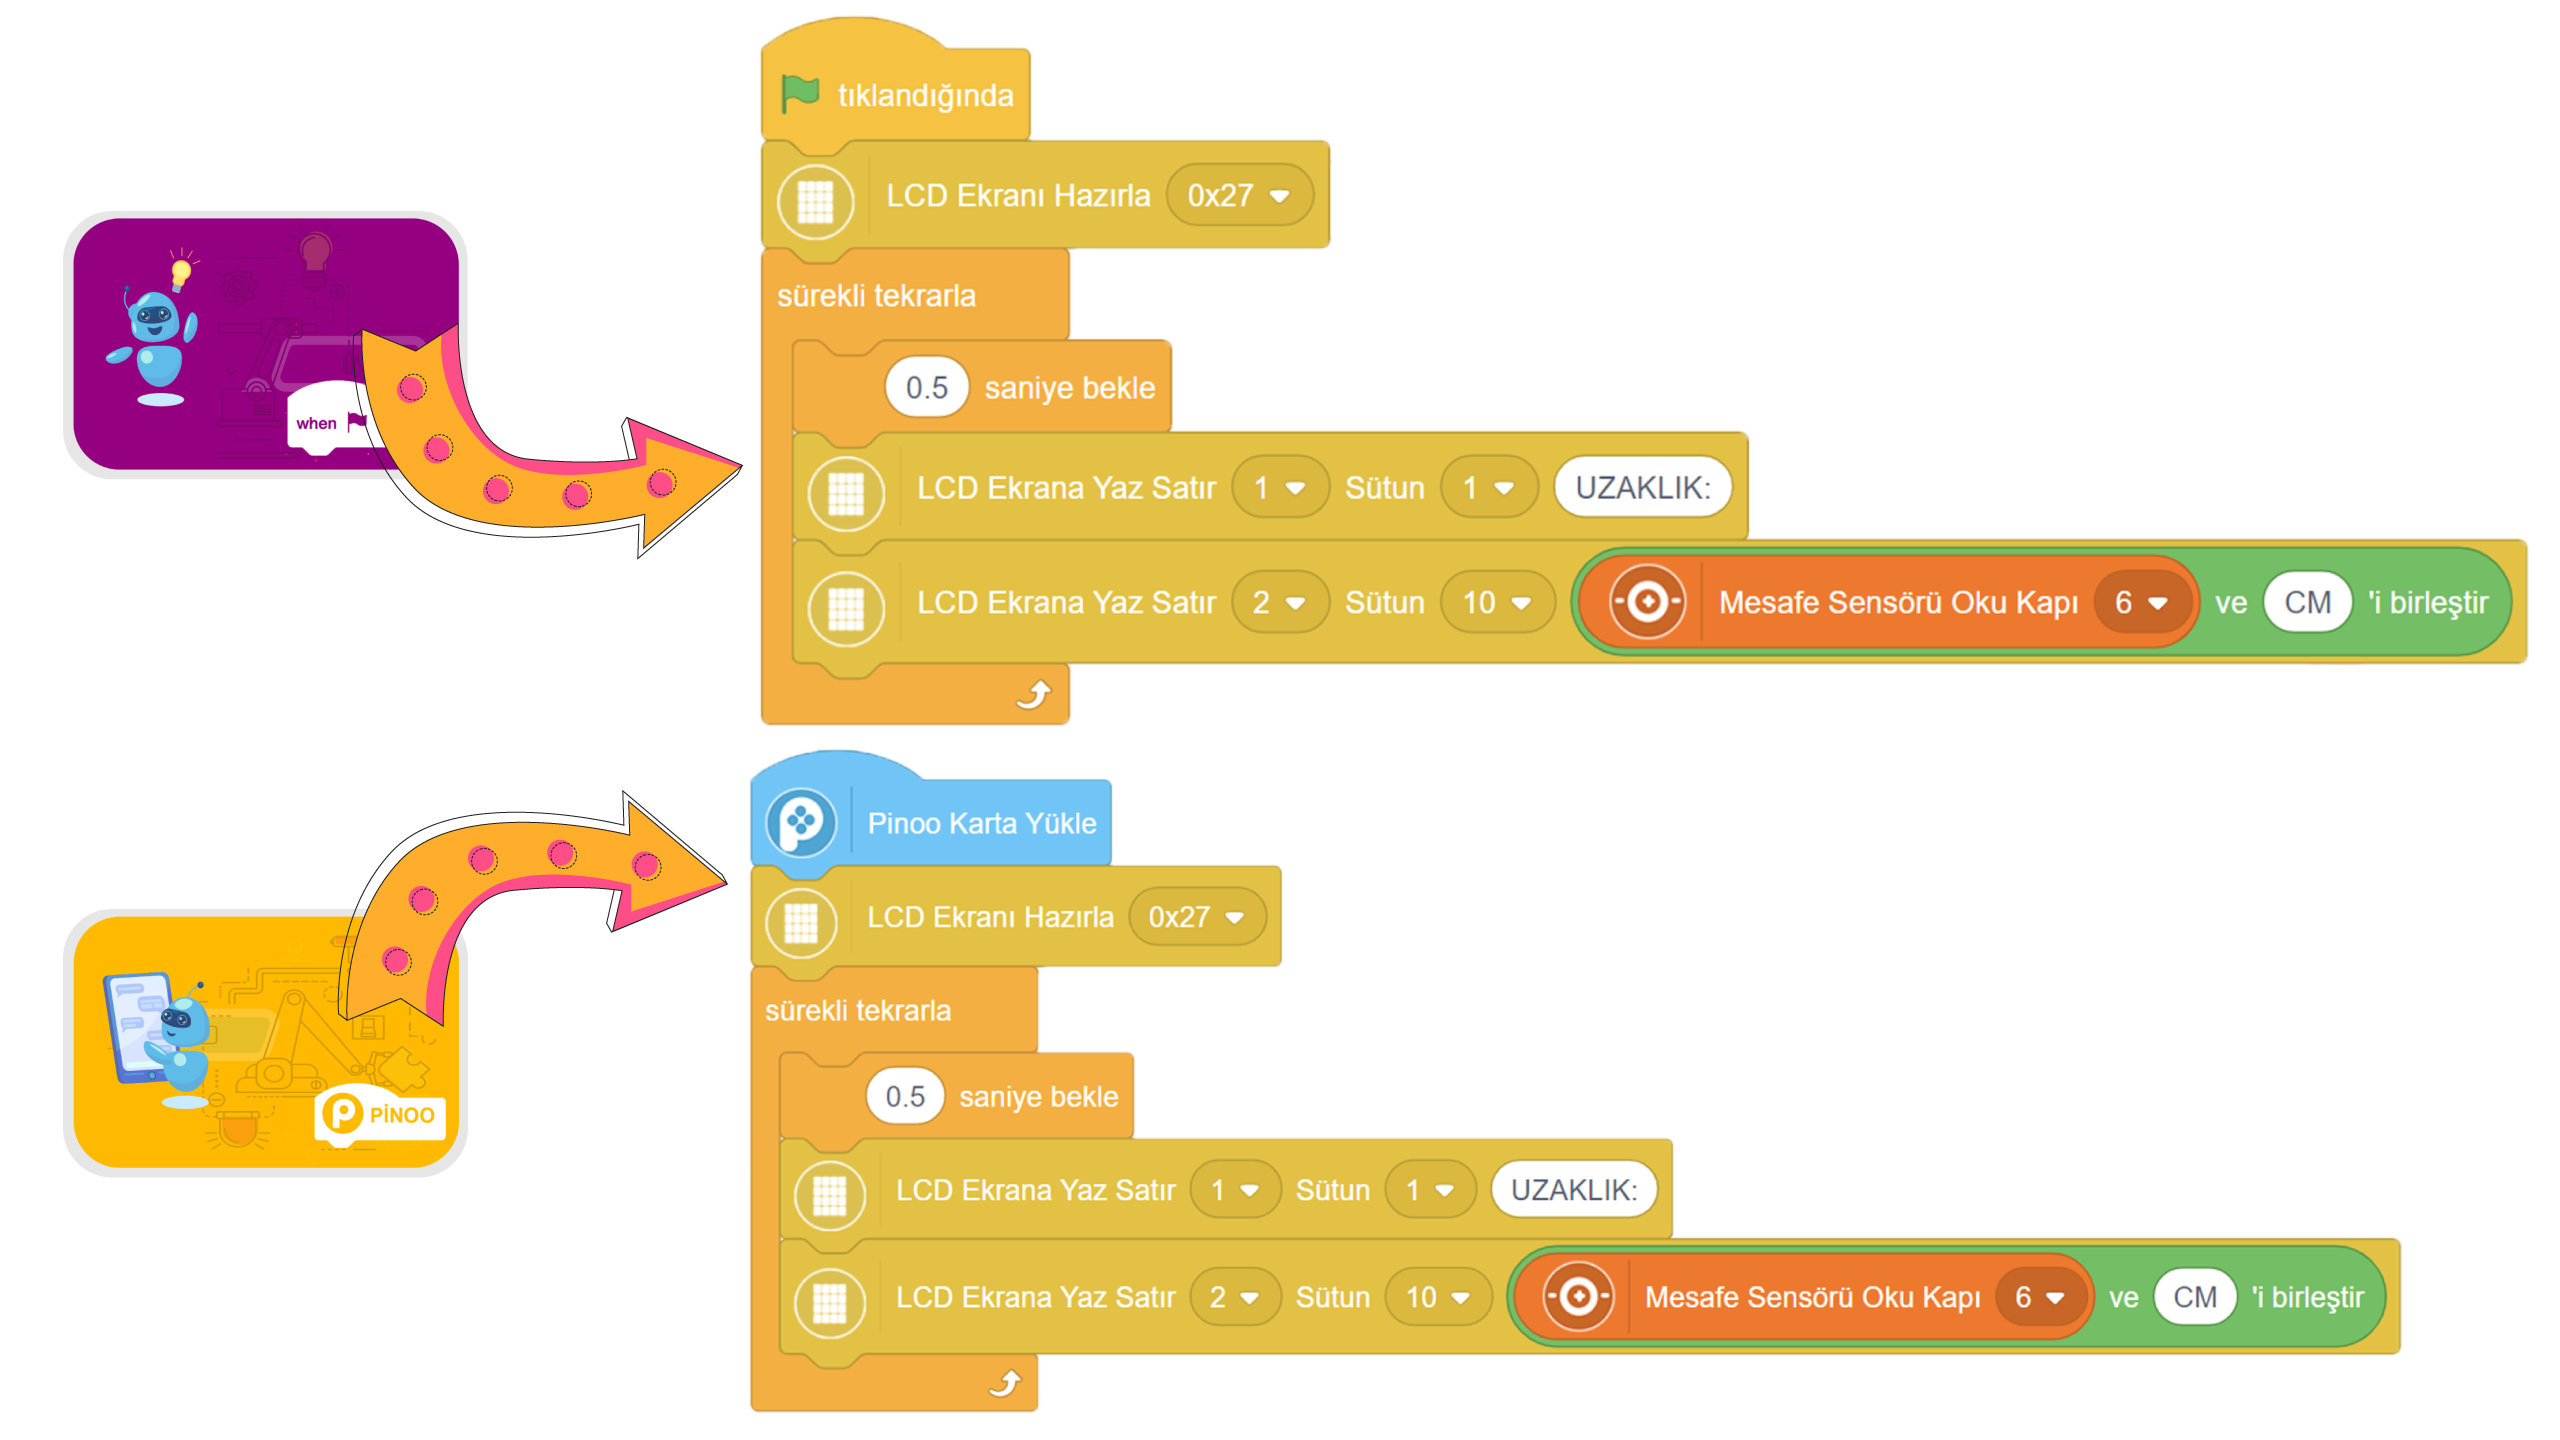 tıklandığında
LCD Ekranı Hazırla 0x27
sürekli tekrarla
0.5 saniye bekle
LCD Ekrana Yaz Satır 1 Sütun 1 UZAKLIK:
LCD Ekrana Yaz Satır 2 Sütun 10 Mesafe Sensörü Oku Kapı 6 ve CM 'i birleştir
when
Pinoo Karta Yükle
LCD Ekranı Hazırla 0x27
sürekli tekrarla
0.5 saniye bekle
LCD Ekrana Yaz Satır 1 Sütun 1 UZAKLIK:
LCD Ekrana Yaz Satır 2 Sütun 10 Mesafe Sensörü Oku Kapı 6 ve CM 'i birleştir
PİNOO